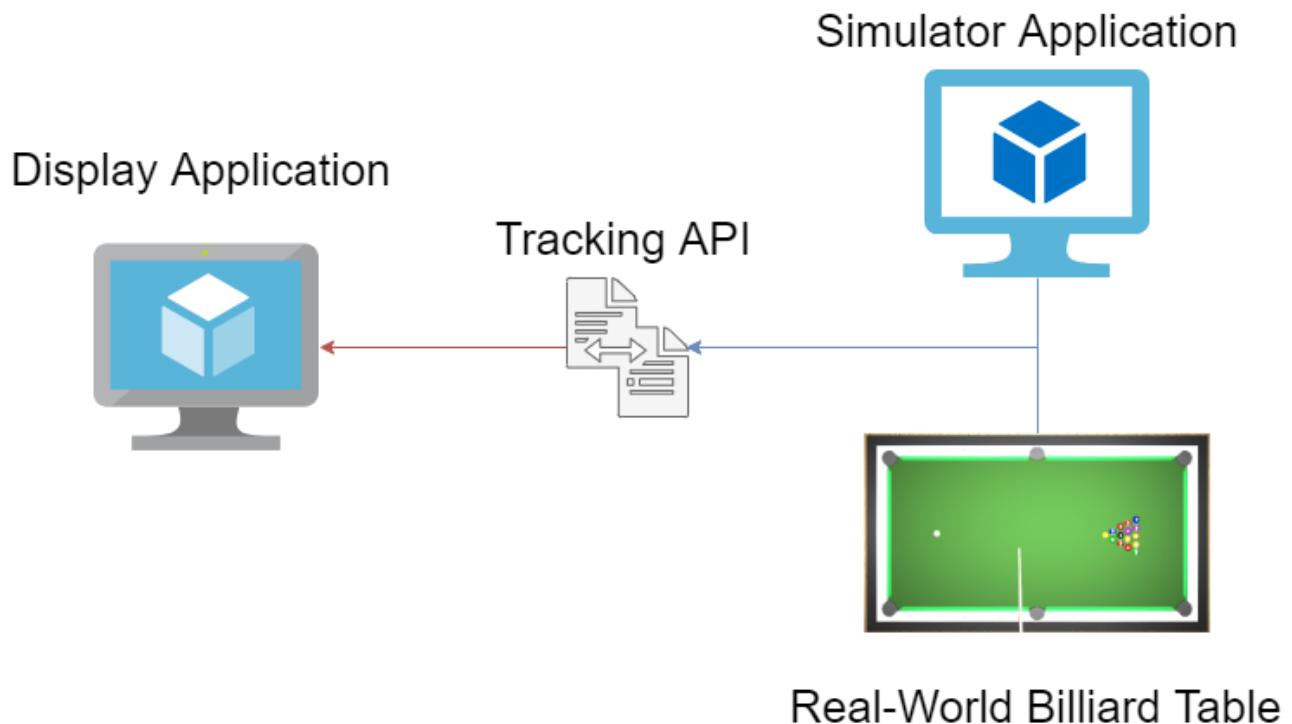 Simulator Application
Display Application
Tracking API
Real-World Billiard Table